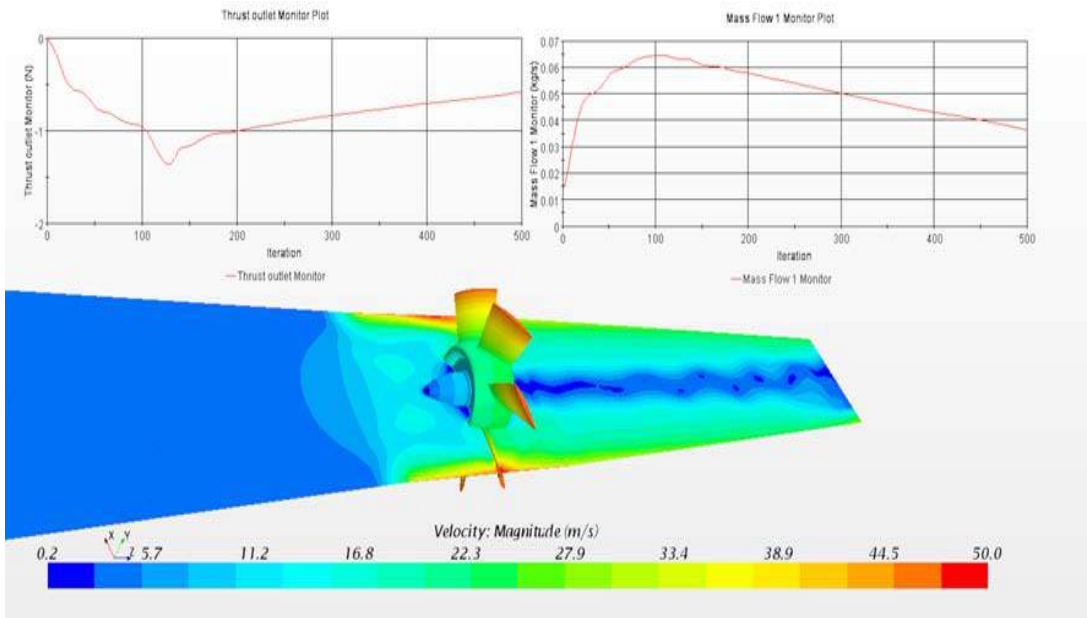 Thrust outlet Monitor Plot
0
-1
-2
Thrust outlet Monitor (N)
0 100 200 300 400 500
Iteration
Thrust outlet Monitor
Mass Flow 1 Monitor Plot
0.07
0.06
0.05
0.04
0.03
0.02
0.01
0
Mass Flow 1 Monitor (kg/s)
0 100 200 300 400 500
Iteration
Mass Flow 1 Monitor
X Y
Velocity: Magnitude (m/s)
0.2 5.7 11.2 16.8 22.3 27.9 33.4 38.9 44.5 50.0